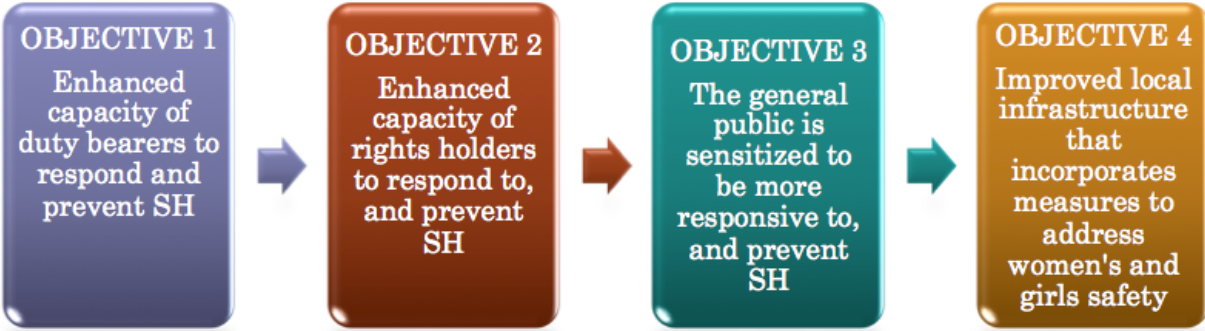 OBJECTIVE 1
Enhanced
capacity of
duty bearers to
respond and
prevent SH
OBJECTIVE 2
Enhanced
capacity of
rights holders
to respond to,
and prevent
SH
OBJECTIVE 3
The general
public is
sensitized to
be more
responsive to,
and prevent
SH
OBJECTIVE 4
Improved local
infrastructure
that
incorporates
measures to
address
women's and
girls safety